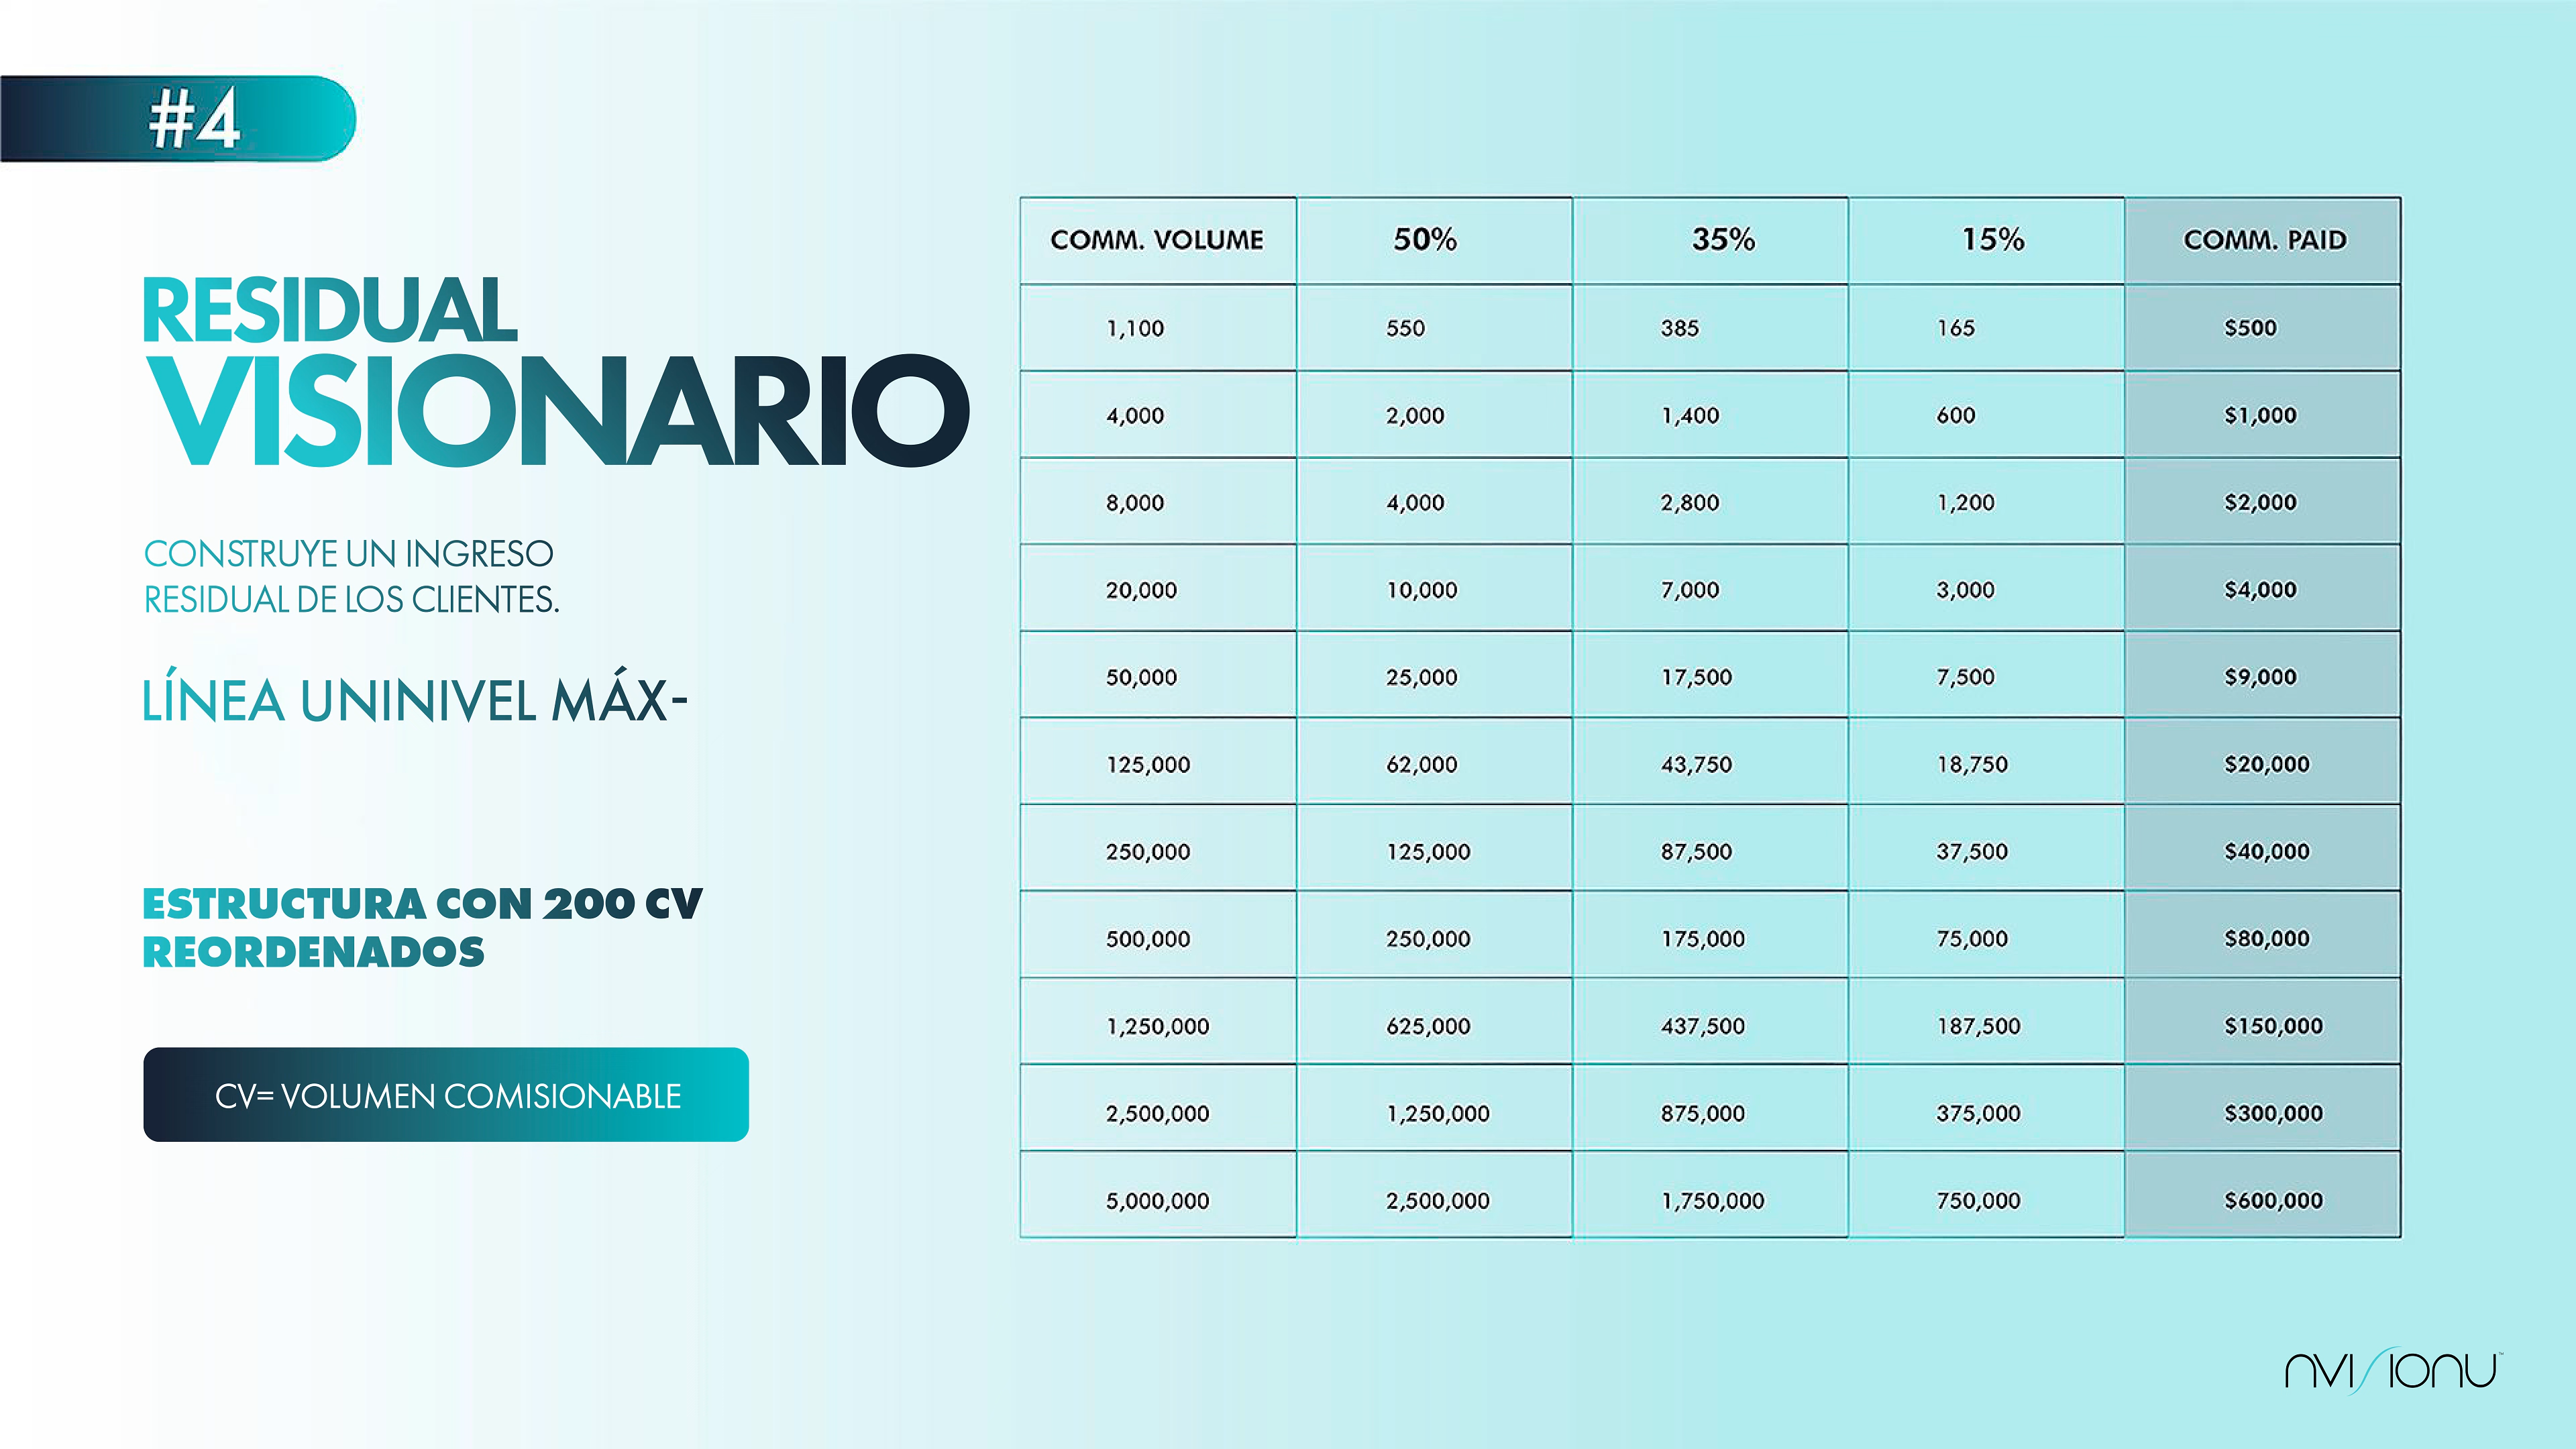 #4
RESIDUAL
VISIONARIO
CONSTRUYE UN INGRESO
RESIDUAL DE LOS CLIENTES.
LÍNEA UNINIVEL MÁX-
ESTRUCTURA CON 200 CV
REORDENADOS
CV= VOLUMEN COMISIONABLE
COMM. VOLUME 50% 35% 15% COMM. PAID
1,100 550 385 165 $500
4,000 2,000 1,400 600 $1,000
8,000 4,000 2,800 1,200 $2,000
20,000 10,000 7,000 3,000 $4,000
50,000 25,000 17,500 7,500 $9,000
125,000 62,000 43,750 18,750 $20,000
250,000 125,000 87,500 37,500 $40,000
500,000 250,000 175,000 75,000 $80,000
1,250,000 625,000 437,500 187,500 $150,000
2,500,000 1,250,000 875,000 375,000 $300,000
5,000,000 2,500,000 1,750,000 750,000 $600,000
nvisionu™